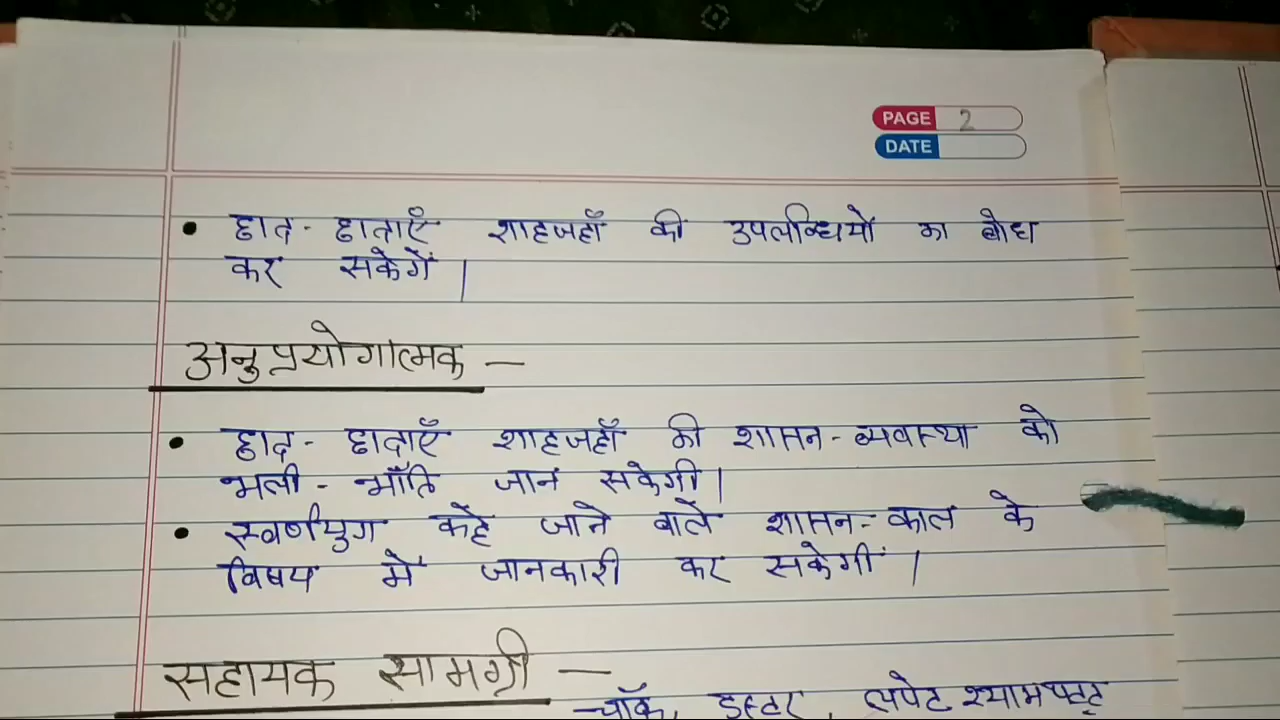 PAGE 2
DATE
• छात्र-छात्राएँ शाहजहाँ की उपलब्धियों का बोध
कर सकेगें |
अनुप्रयोगात्मक —
• छात्र-छात्राएँ शाहजहाँ की शासन-व्यवस्था को
भली-भाँति जान सकेगी |
• स्वर्णयुग कहे जाने वाले शासन-काल के
विषय में जानकारी कर सकेगीं |
सहायक सामग्री —
चॉक, डस्टर, लपेट श्यामपट्ट